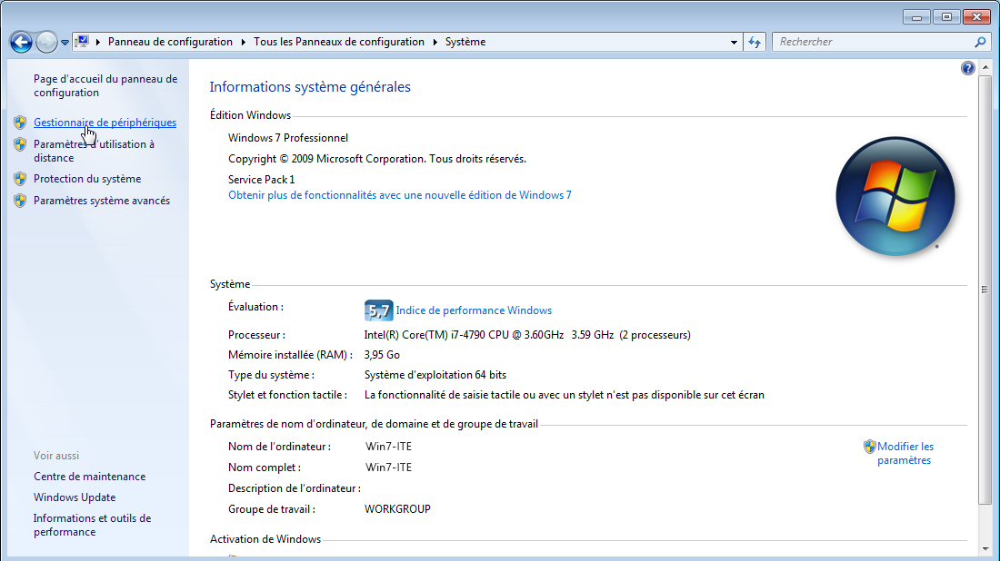 Panneau de configuration Tous les Panneaux de configuration Système
Rechercher
Page d'accueil du panneau de
configuration
Gestionnaire de périphériques
Paramètres d'utilisation à
distance
Protection du système
Paramètres système avancés
Voir aussi
Centre de maintenance
Windows Update
Informations et outils de
performance
Informations système générales
Édition Windows
Windows 7 Professionnel
Copyright © 2009 Microsoft Corporation. Tous droits réservés.
Service Pack 1
Obtenir plus de fonctionnalités avec une nouvelle édition de Windows 7
Système
Évaluation :
5,7 Indice de performance Windows
Processeur : Intel(R) Core(TM) i7-4790 CPU @ 3.60GHz 3.59 GHz (2 processeurs)
Mémoire installée (RAM) : 3,95 Go
Type du système : Système d'exploitation 64 bits
Stylet et fonction tactile : La fonctionnalité de saisie tactile ou avec un stylet n'est pas disponible sur cet écran
Paramètres de nom d'ordinateur, de domaine et de groupe de travail
Nom de l'ordinateur : Win7-ITE
Modifier les
paramètres
Nom complet : Win7-ITE
Description de l'ordinateur :
Groupe de travail : WORKGROUP
Activation de Windows